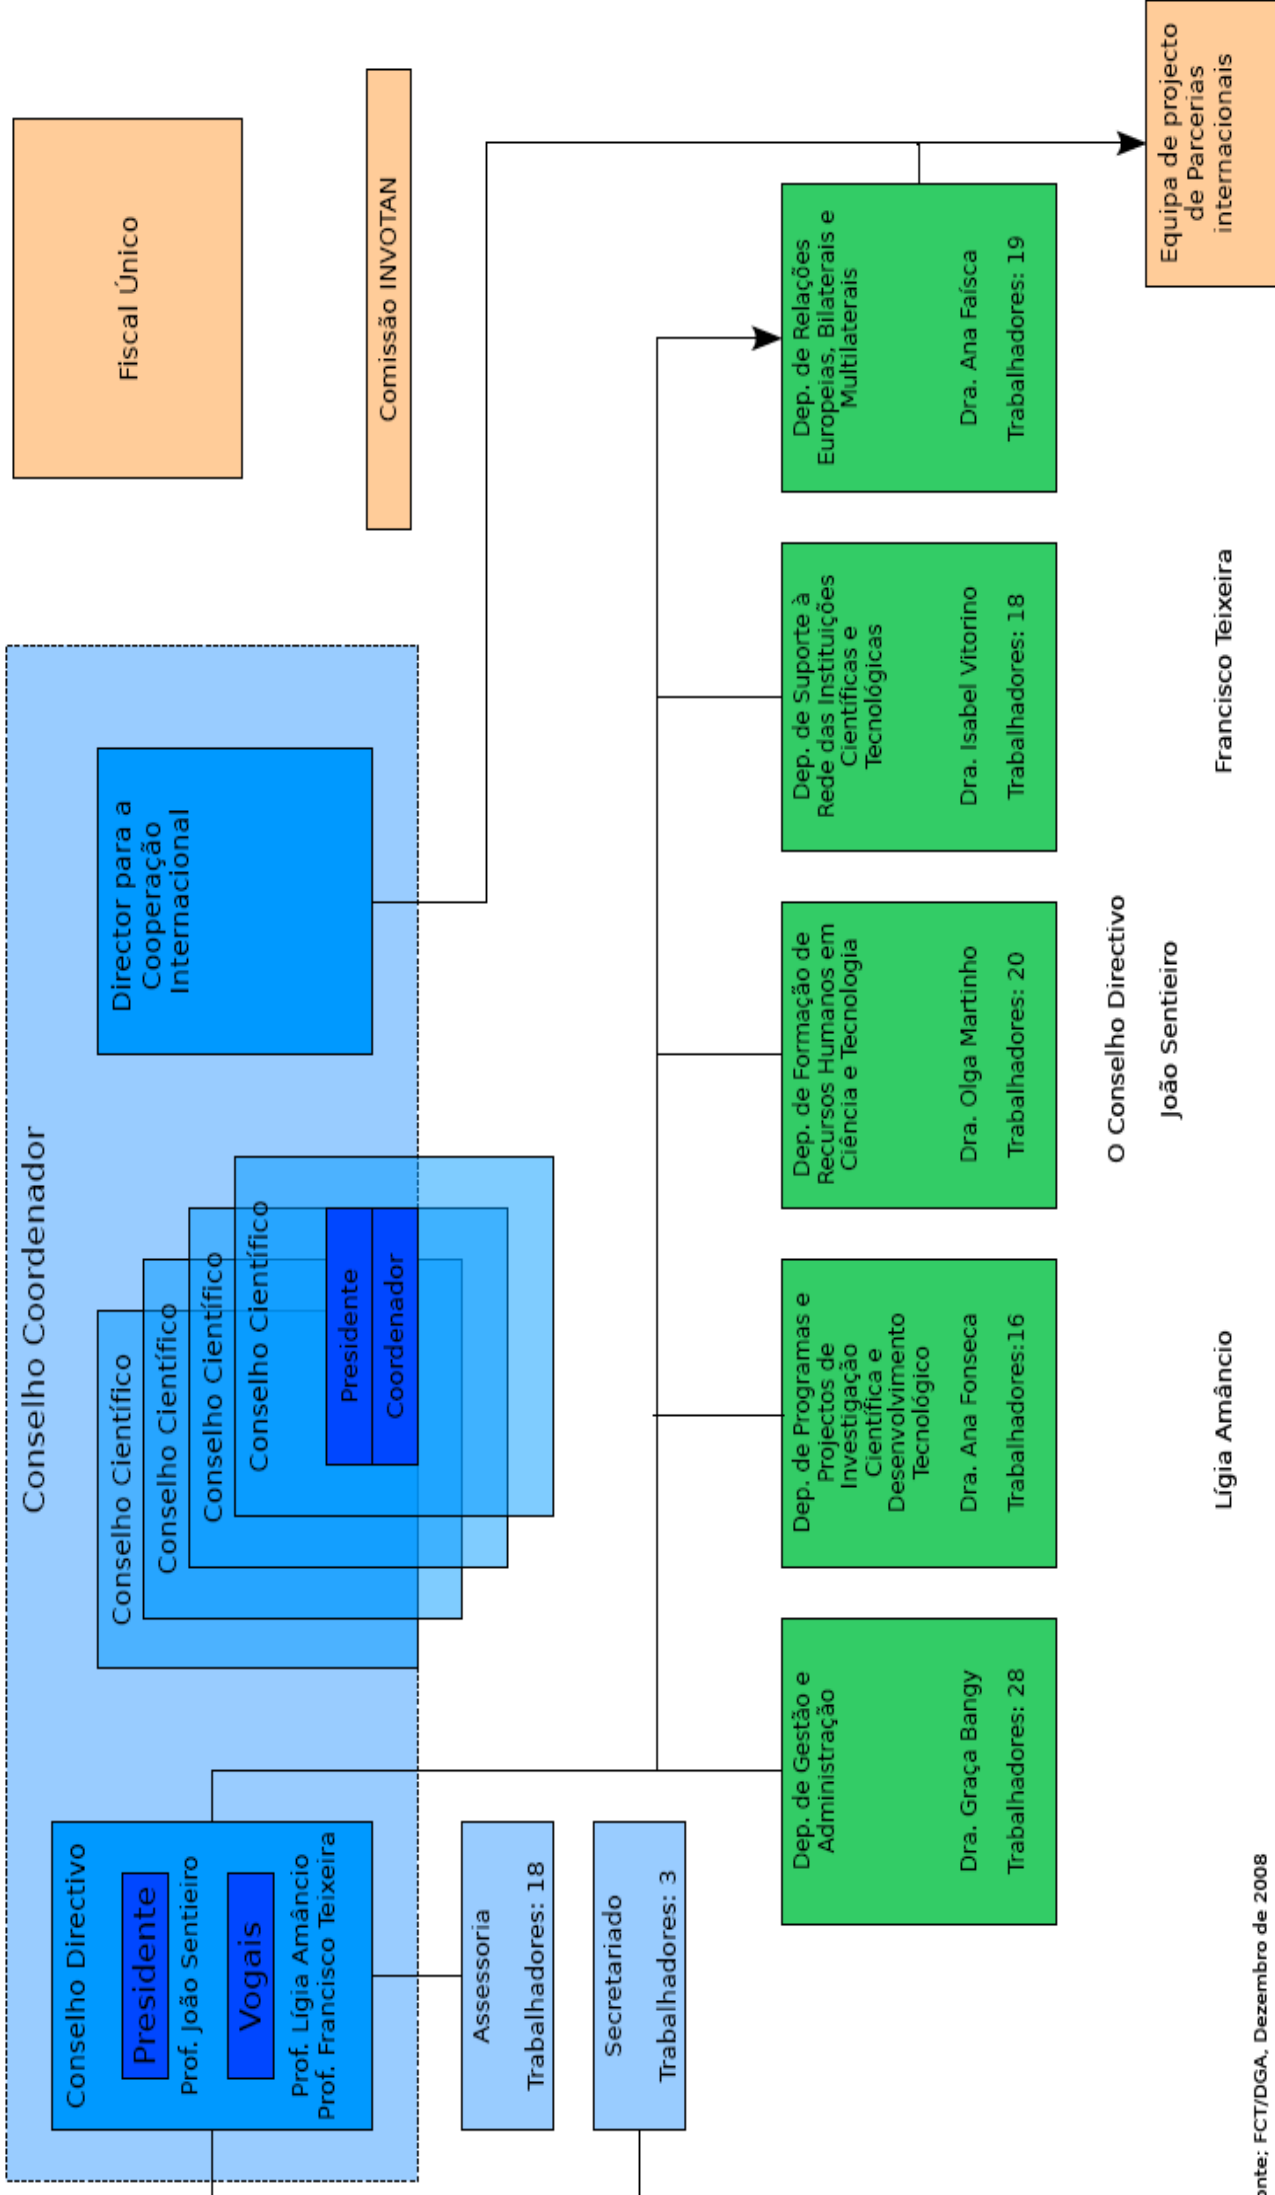 Conselho Coordenador
Conselho Directivo
Presidente
Prof. João Sentieiro
Vogais
Prof. Lígia Amâncio
Prof. Francisco Teixeira
Conselho Científico
Conselho Científico
Conselho Científico
Conselho Científico
Presidente
Coordenador
Director para a
Cooperação
Internacional
Fiscal Único
Comissão INVOTAN
Assessoria
Trabalhadores: 18
Secretariado
Trabalhadores: 3
Dep. de Gestão e
Administração
Dra. Graça Bangy
Trabalhadores: 28
Dep. de Programas e
Projectos de
Investigação
Científica e
Desenvolvimento
Tecnológico
Dra. Ana Fonseca
Trabalhadores:16
Dep. de Formação de
Recursos Humanos em
Ciência e Tecnologia
Dra. Olga Martinho
Trabalhadores: 20
Dep. de Suporte à
Rede das Instituições
Científicas e
Tecnológicas
Dra. Isabel Vitorino
Trabalhadores: 18
Dep. de Relações
Europeias, Bilaterais e
Multilaterais
Dra. Ana Faísca
Trabalhadores: 19
Equipa de projecto
de Parcerias
internacionais
O Conselho Directivo
João Sentieiro
Lígia Amâncio
Francisco Teixeira
onte; FCT/DGA, Dezembro de 2008